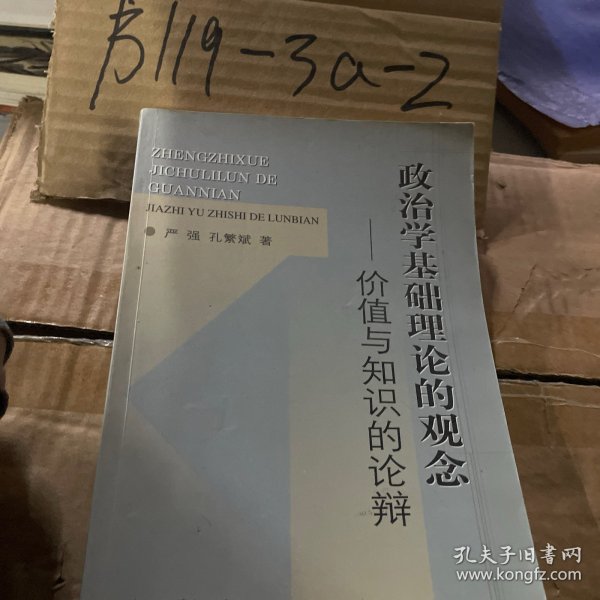 书119-3a-2
ZHENGZHIXUE
JICHULILUN DE
GUANNIAN
JIAZHI YU ZHISHI DE LUNBIAN
严强 孔繁斌 著
政治学基础理论的观念
——价值与知识的论辩
孔夫子旧书网
www.kongfz.com